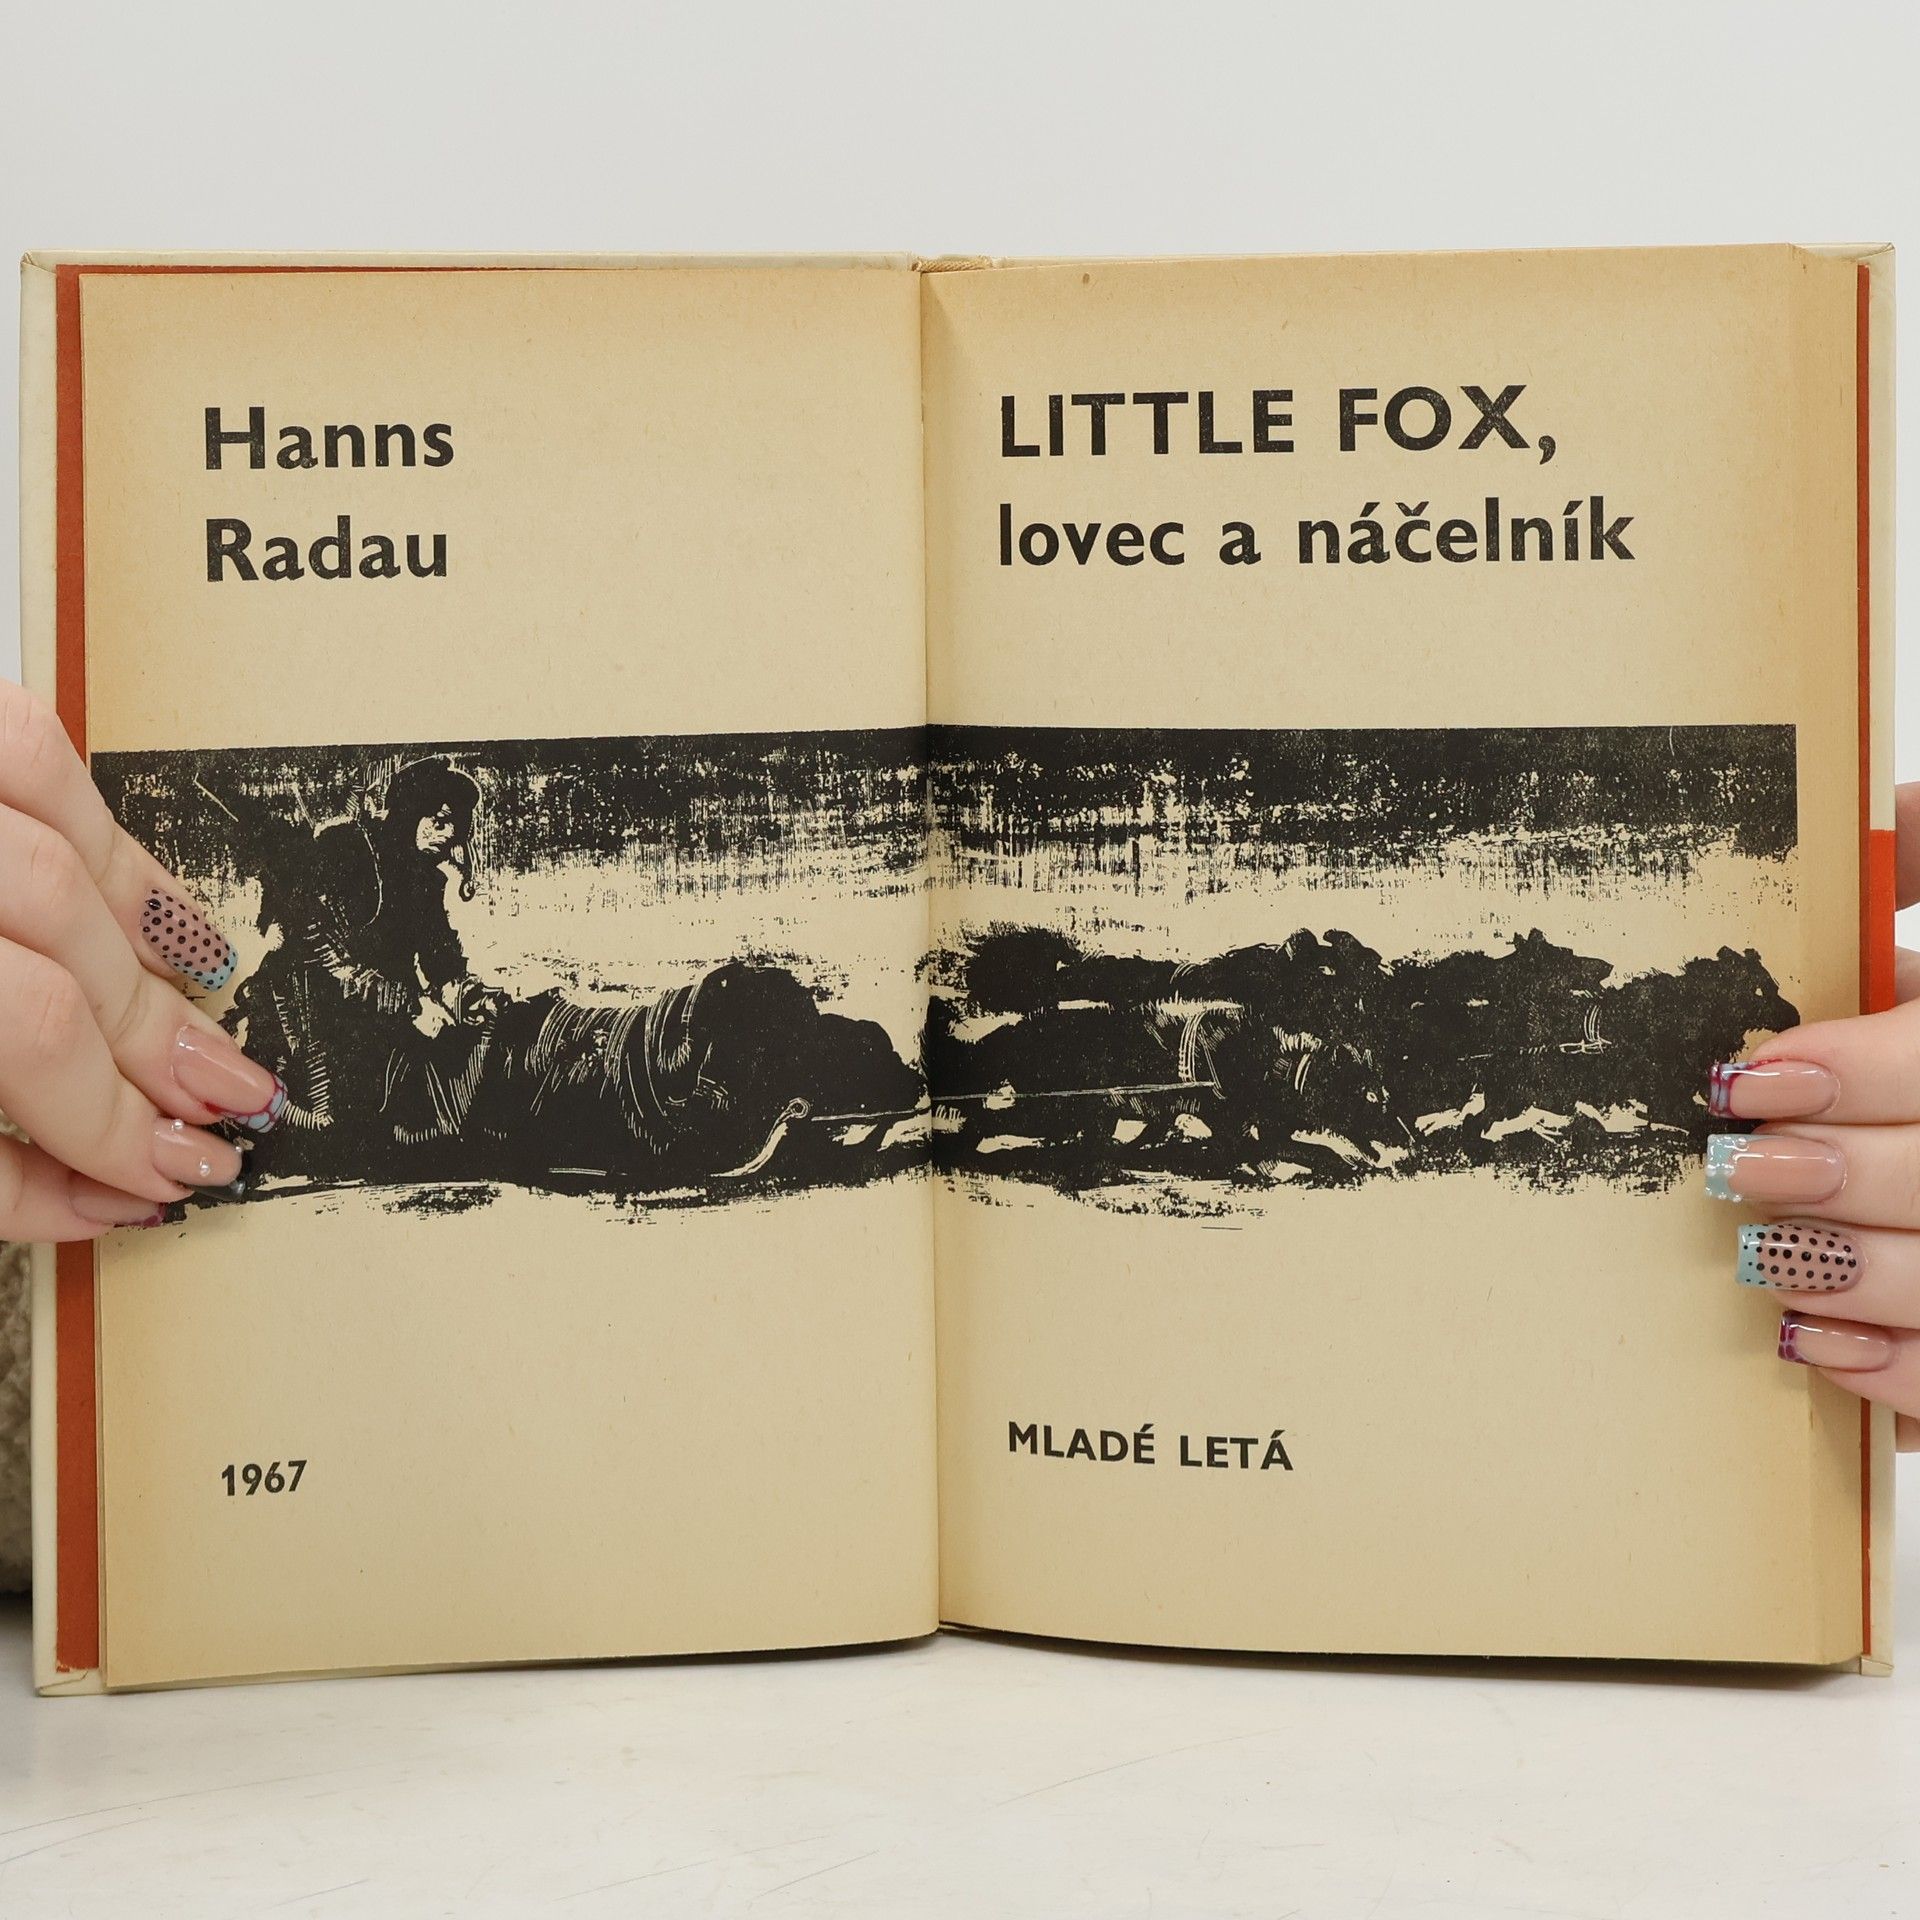 Hanns
Radau
1967
LITTLE FOX,
lovec a náčelník
MLADÉ LETÁ